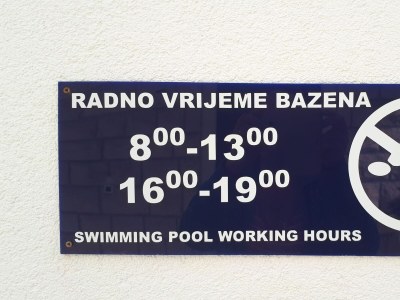 RADNO VRIJEME BAZENA
8⁰⁰-13⁰⁰
16⁰⁰-19⁰⁰
SWIMMING POOL WORKING HOURS